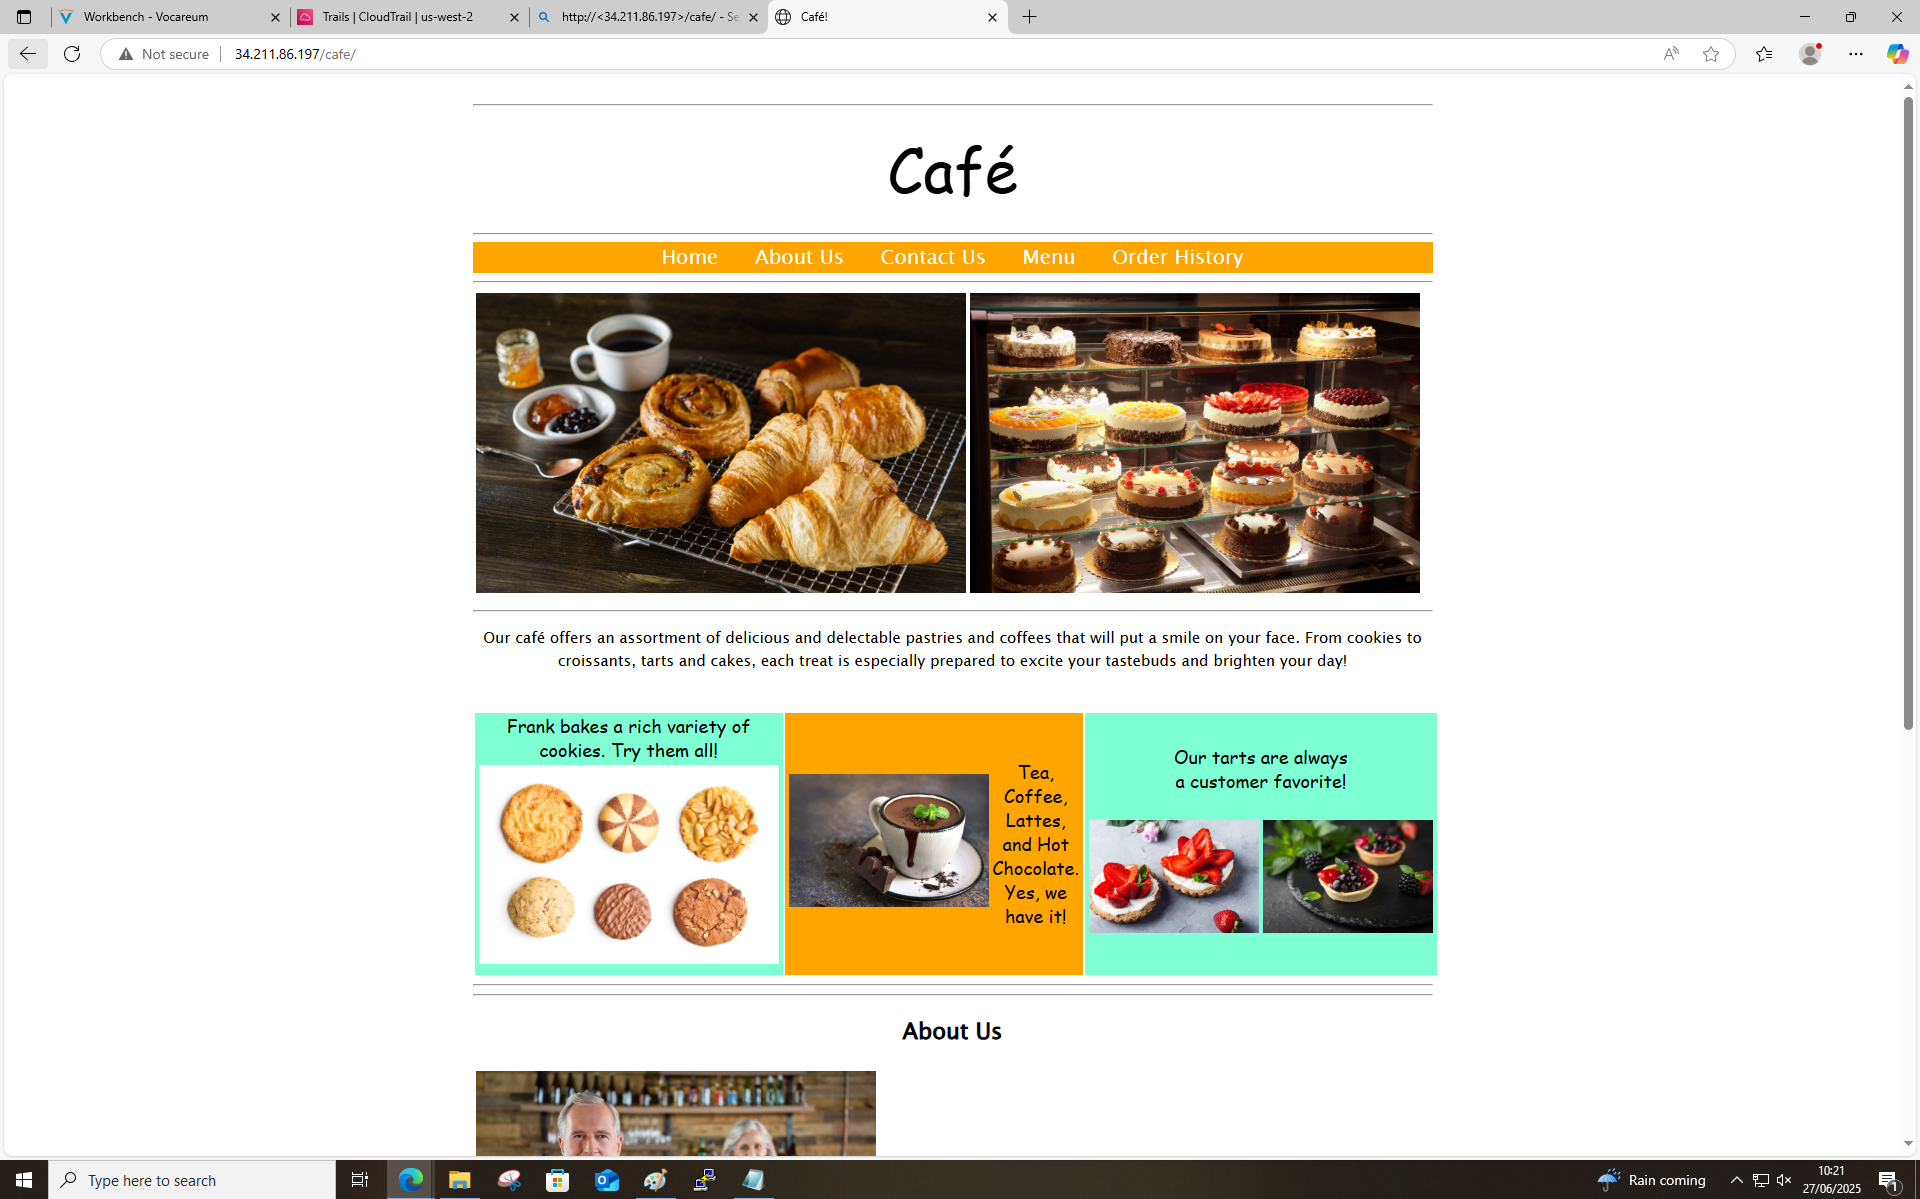 Workbench - Vocareum
Trails | CloudTrail | us-west-2
http://<34.211.86.197>/cafe/ - Se
Café!
Not secure
34.211.86.197/cafe/
Café
Home About Us Contact Us Menu Order History
Our café offers an assortment of delicious and delectable pastries and coffees that will put a smile on your face. From cookies to
croissants, tarts and cakes, each treat is especially prepared to excite your tastebuds and brighten your day!
Frank bakes a rich variety of
cookies. Try them all!
Tea,
Coffee,
Lattes,
and Hot
Chocolate.
Yes, we
have it!
Our tarts are always
a customer favorite!
About Us
Type here to search
Rain coming
10:21
27/06/2025
1